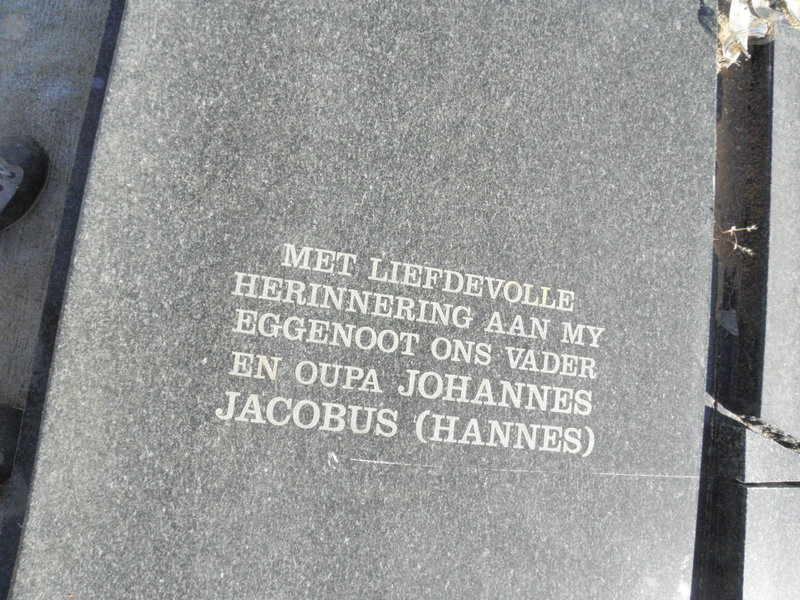 MET LIEFDEVOLLE
HERINNERING AAN MY
EGGENOOT ONS VADER
EN OUPA JOHANNES
JACOBUS (HANNES)